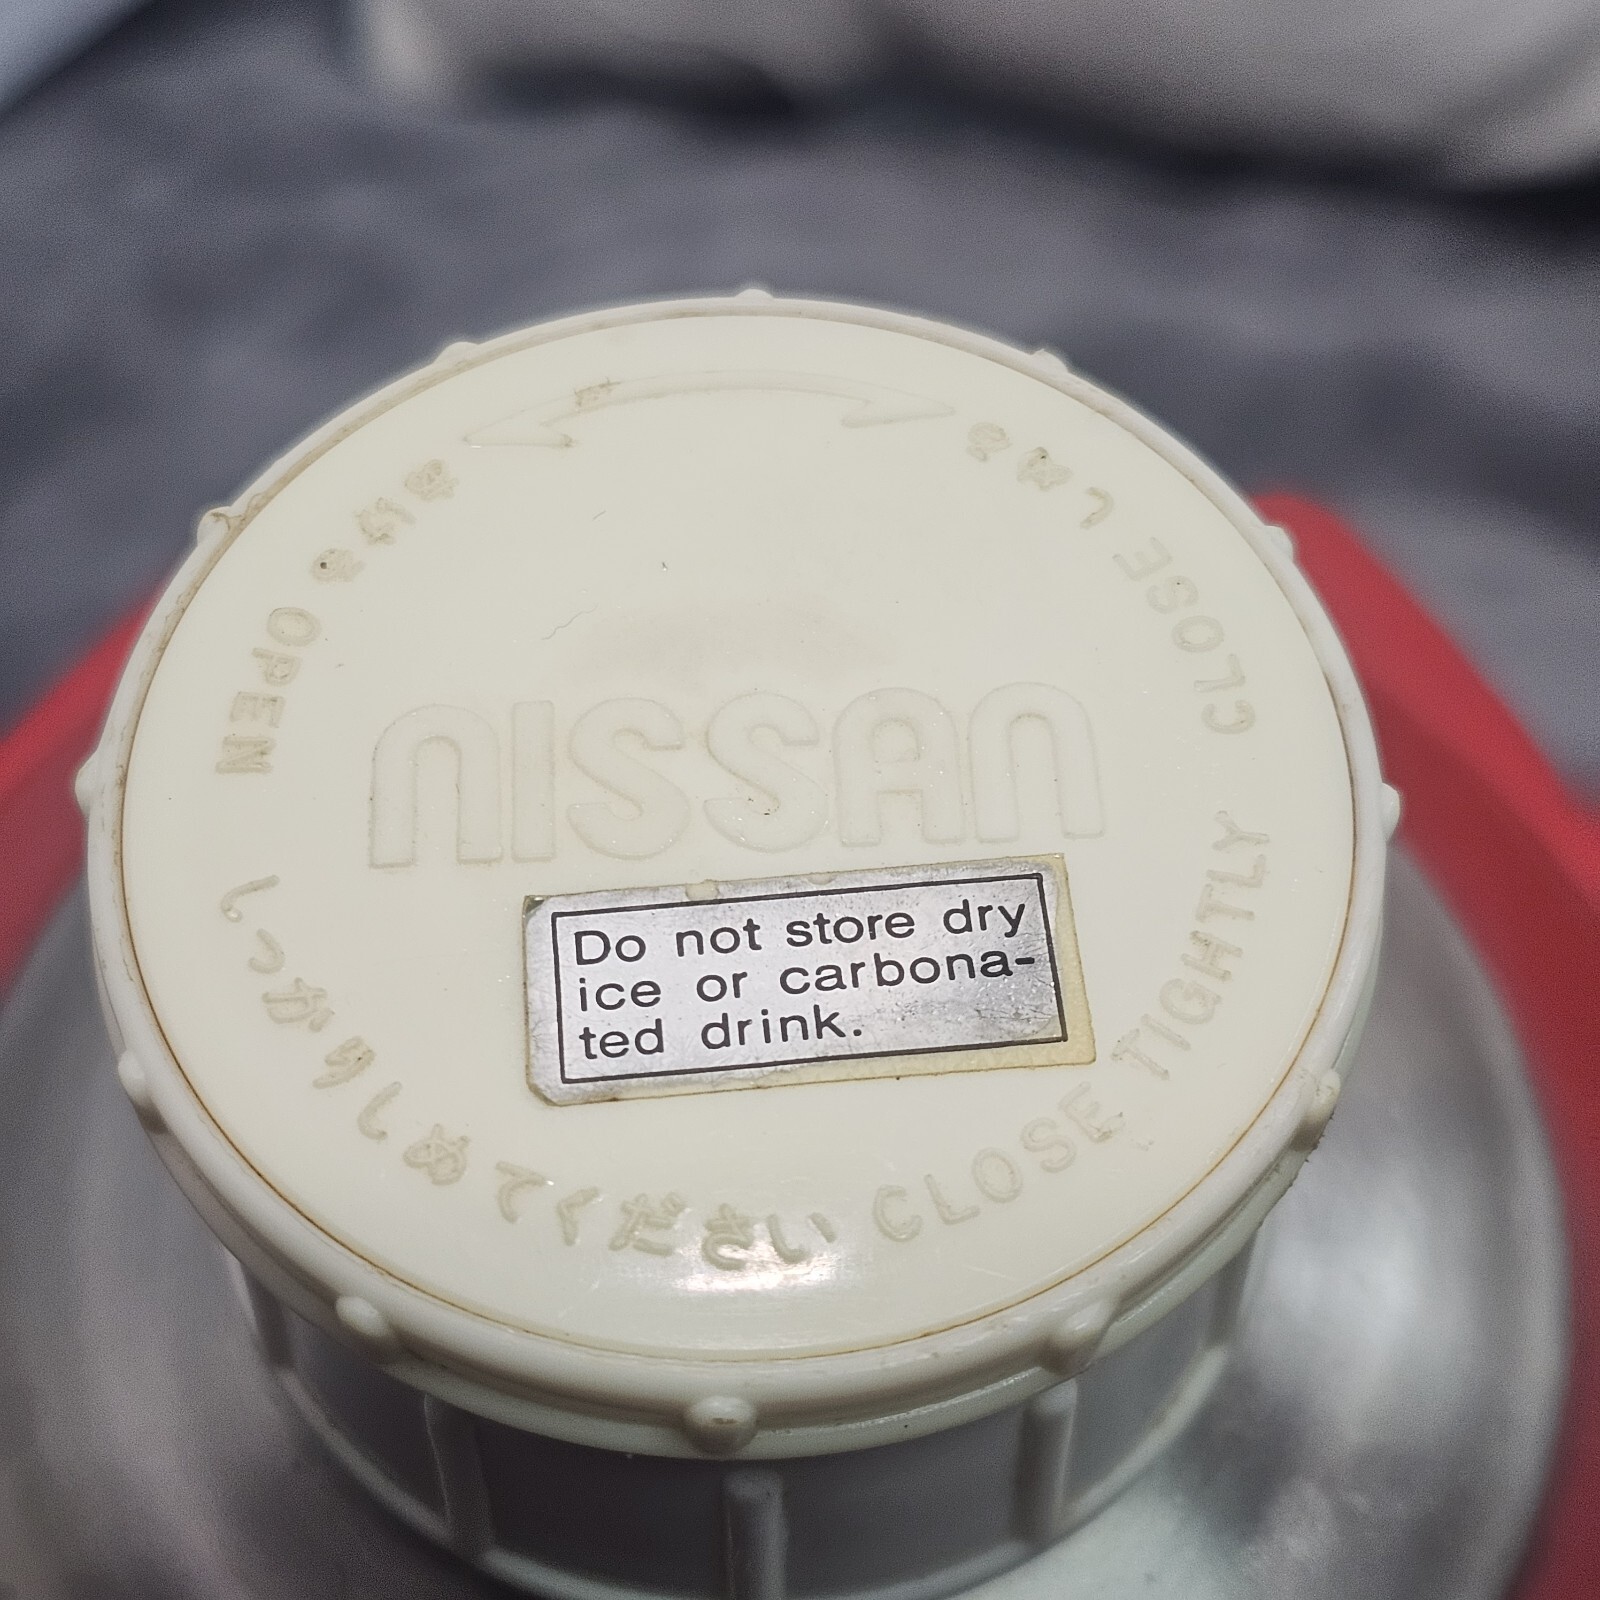 あける OPEN
しめる CLOSE
NISSAN
Do not store dry
ice or carbona-
ted drink.
しっかりしめてください CLOSE TIGHTLY